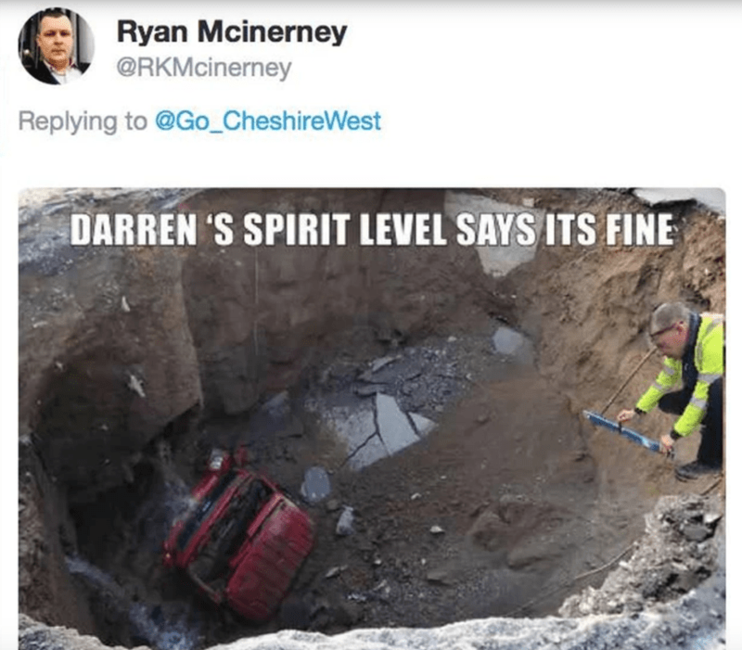 Ryan Mcinerney
@RKMcinerney
Replying to @Go_CheshireWest
DARREN 'S SPIRIT LEVEL SAYS ITS FINE